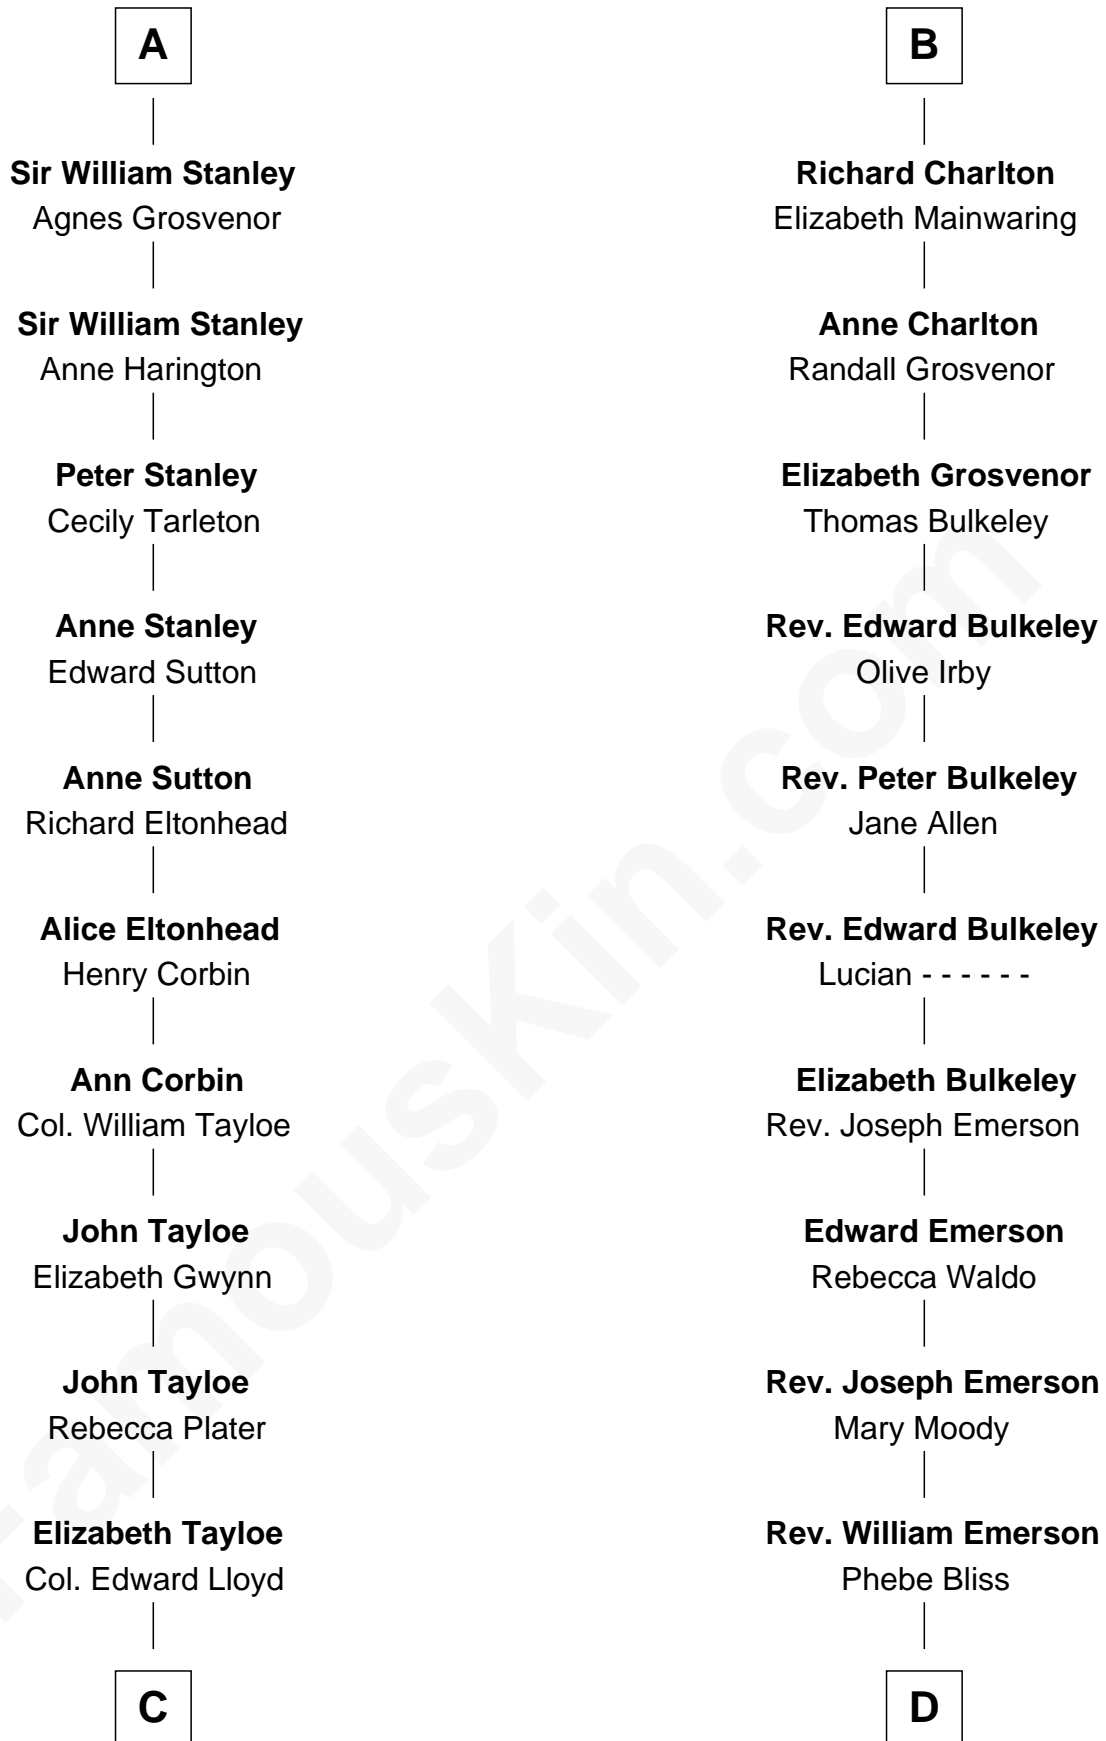 A
Sir William Stanley
Agnes Grosvenor
Sir William Stanley
Anne Harington
Peter Stanley
Cecily Tarleton
Anne Stanley
Edward Sutton
Anne Sutton
Richard Eltonhead
Alice Eltonhead
Henry Corbin
Ann Corbin
Col. William Tayloe
John Tayloe
Elizabeth Gwynn
John Tayloe
Rebecca Plater
Elizabeth Tayloe
Col. Edward Lloyd
C
B
Richard Charlton
Elizabeth Mainwaring
Anne Charlton
Randall Grosvenor
Elizabeth Grosvenor
Thomas Bulkeley
Rev. Edward Bulkeley
Olive Irby
Rev. Peter Bulkeley
Jane Allen
Rev. Edward Bulkeley
Lucian - - - - - -
Elizabeth Bulkeley
Rev. Joseph Emerson
Edward Emerson
Rebecca Waldo
Rev. Joseph Emerson
Mary Moody
Rev. William Emerson
Phebe Bliss
D
FamousKin.com